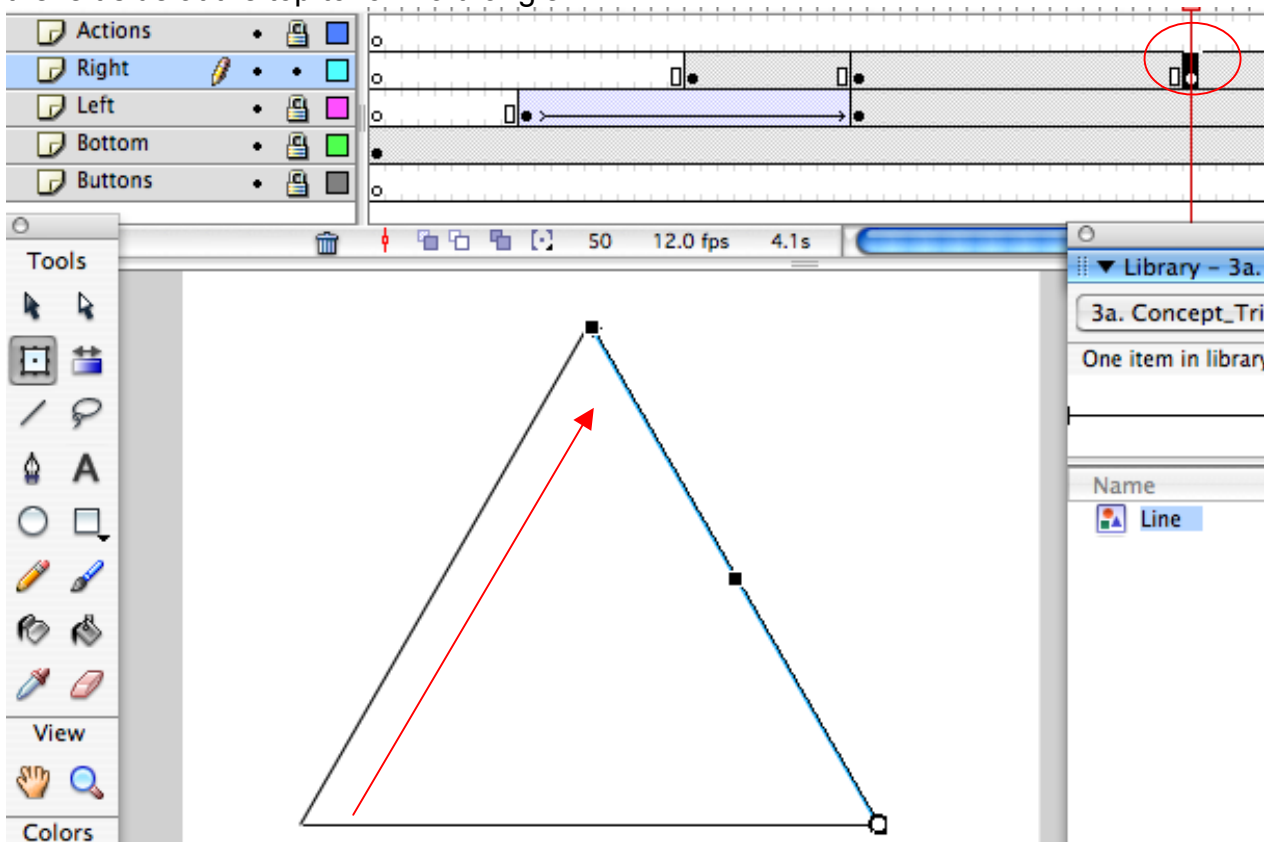 Actions
Right
Left
Bottom
Buttons
50 12.0 fps 4.1s
Tools
Library – 3a.
3a. Concept_Tri
One item in library
A
Name
Line
View
Colors